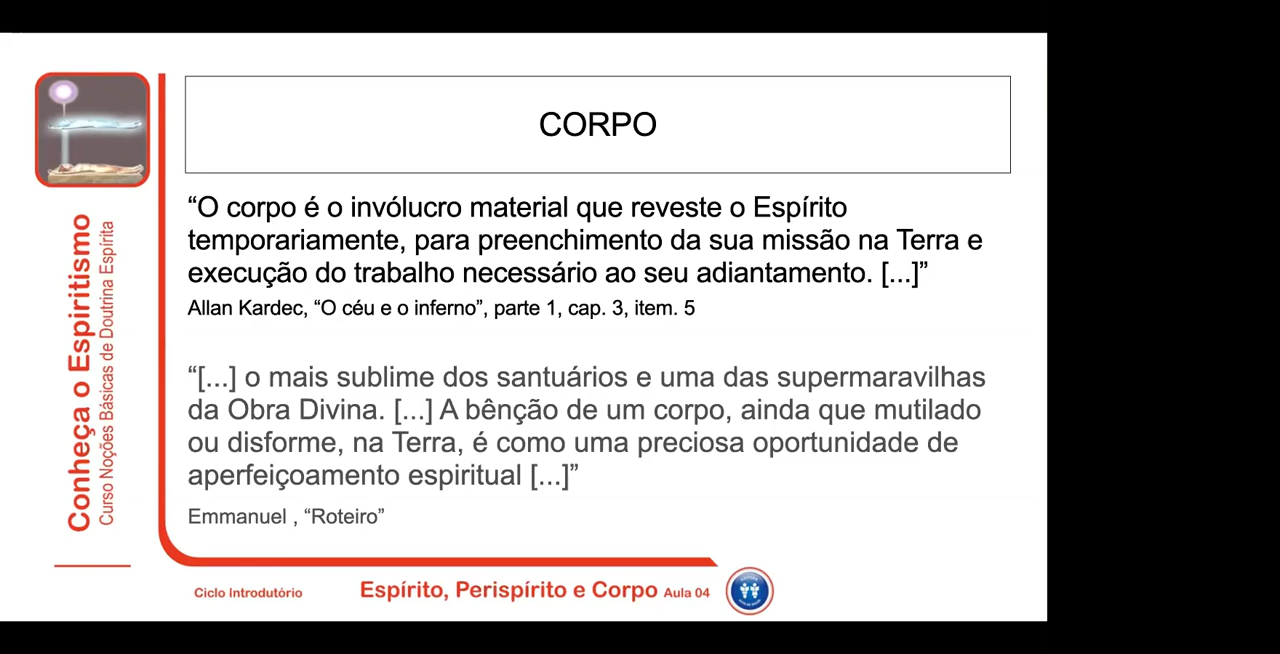 CORPO
“O corpo é o invólucro material que reveste o Espírito
temporariamente, para preenchimento da sua missão na Terra e
execução do trabalho necessário ao seu adiantamento. [...]”
Allan Kardec, “O céu e o inferno”, parte 1, cap. 3, item. 5
“[...] o mais sublime dos santuários e uma das supermaravilhas
da Obra Divina. [...] A bênção de um corpo, ainda que mutilado
ou disforme, na Terra, é como uma preciosa oportunidade de
aperfeiçoamento espiritual [...]”
Emmanuel , “Roteiro”
Conheça o Espiritismo
Curso Noções Básicas de Doutrina Espírita
Ciclo Introdutório
Espírito, Perispírito e Corpo Aula 04